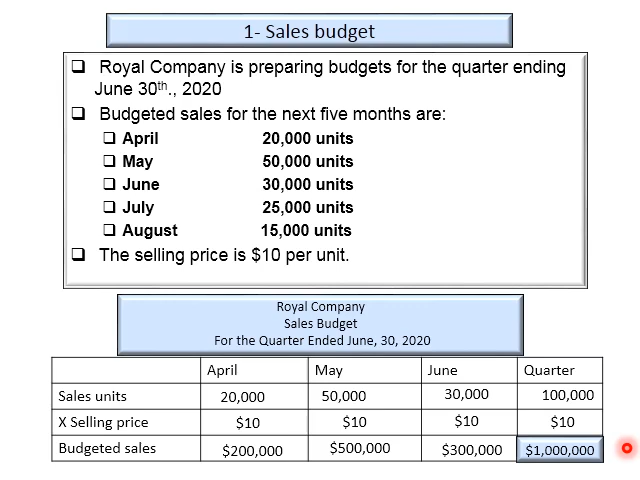 1- Sales budget
❑ Royal Company is preparing budgets for the quarter ending
June 30th., 2020
❑ Budgeted sales for the next five months are:
❑ April 20,000 units
❑ May 50,000 units
❑ June 30,000 units
❑ July 25,000 units
❑ August 15,000 units
❑ The selling price is $10 per unit.
Royal Company
Sales Budget
For the Quarter Ended June, 30, 2020
April May June Quarter
Sales units 20,000 50,000 30,000 100,000
X Selling price $10 $10 $10 $10
Budgeted sales $200,000 $500,000 $300,000 $1,000,000